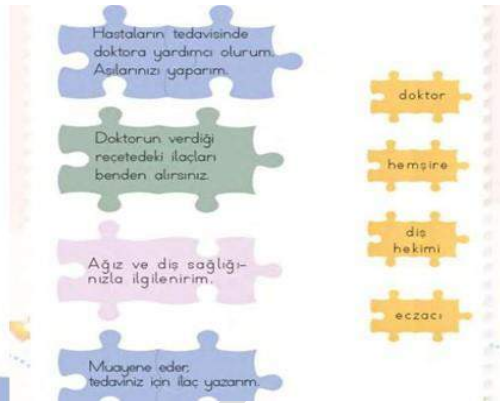 Hastaların tedavisinde
doktora yardımcı olurum.
Aşılarınızı yaparım.
Doktorun verdiği
reçetedeki ilaçları
benden alırsınız.
Ağız ve diş sağlığı-
nızla ilgilenirim.
Muayene eder,
tedaviniz için ilaç yazarım.
doktor
hemşire
diş
hekimi
eczacı